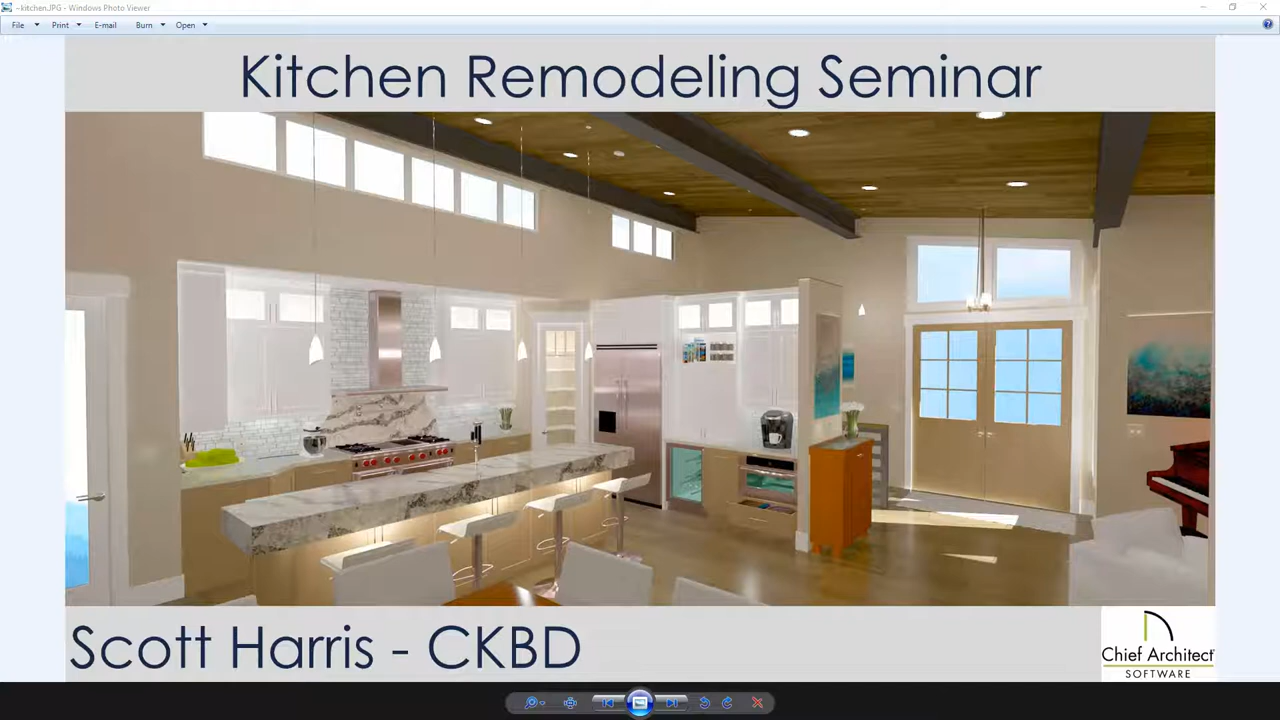 ~kitchen.JPG - Windows Photo Viewer
File Print E-mail Burn Open
Kitchen Remodeling Seminar
Scott Harris - CKBD
Chief Architect
SOFTWARE